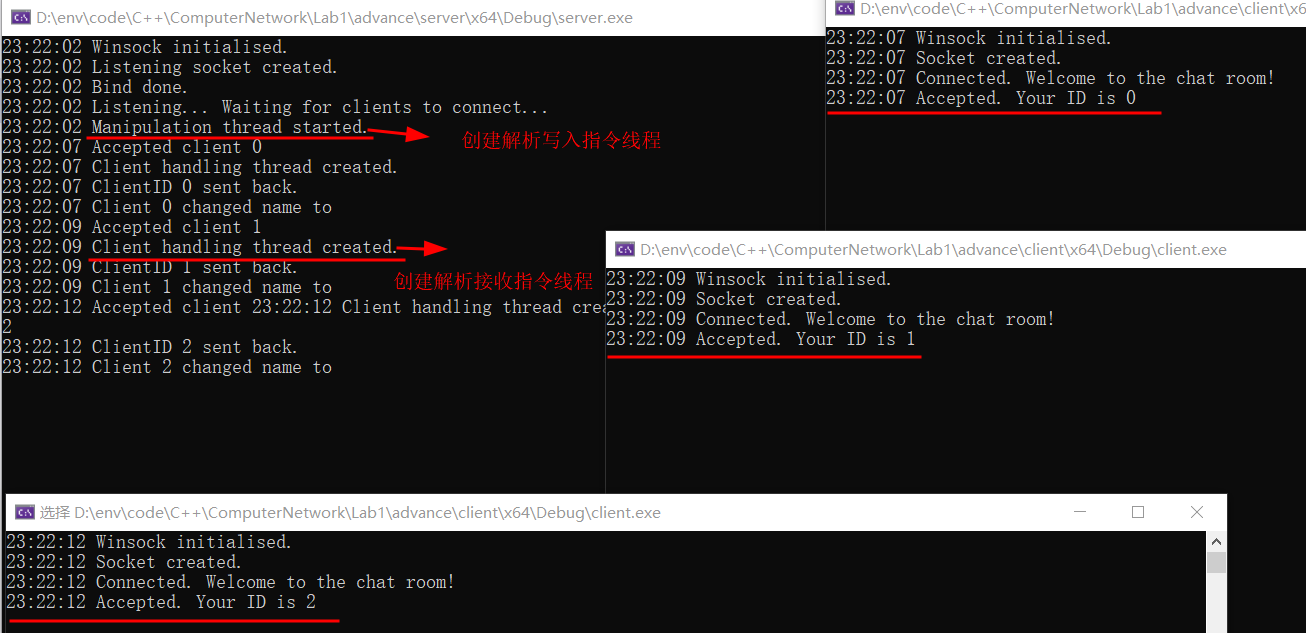 D:\env\code\C++\ComputerNetwork\Lab1\advance\server\x64\Debug\server.exe
23:22:02 Winsock initialised.
23:22:02 Listening socket created.
23:22:02 Bind done.
23:22:02 Listening... Waiting for clients to connect...
23:22:02 Manipulation thread started.
创建解析写入指令线程
23:22:07 Accepted client 0
23:22:07 Client handling thread created.
23:22:07 ClientID 0 sent back.
23:22:07 Client 0 changed name to
23:22:09 Accepted client 1
23:22:09 Client handling thread created.
创建解析接收指令线程
23:22:09 ClientID 1 sent back.
23:22:09 Client 1 changed name to
23:22:12 Accepted client 23:22:12 Client handling thread crea
2
23:22:12 ClientID 2 sent back.
23:22:12 Client 2 changed name to
D:\env\code\C++\ComputerNetwork\Lab1\advance\client\x6
23:22:07 Winsock initialised.
23:22:07 Socket created.
23:22:07 Connected. Welcome to the chat room!
23:22:07 Accepted. Your ID is 0
D:\env\code\C++\ComputerNetwork\Lab1\advance\client\x64\Debug\client.exe
23:22:09 Winsock initialised.
23:22:09 Socket created.
23:22:09 Connected. Welcome to the chat room!
23:22:09 Accepted. Your ID is 1
选择 D:\env\code\C++\ComputerNetwork\Lab1\advance\client\x64\Debug\client.exe
23:22:12 Winsock initialised.
23:22:12 Socket created.
23:22:12 Connected. Welcome to the chat room!
23:22:12 Accepted. Your ID is 2